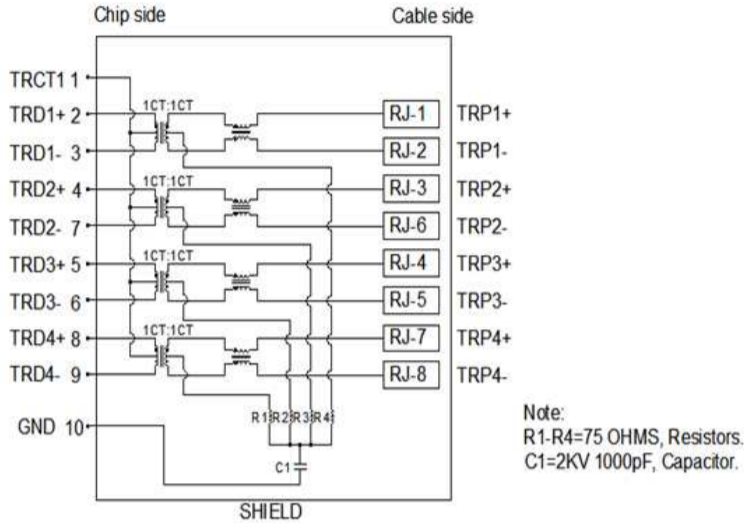 Chip side
Cable side
TRCT1 1
1CT:1CT
TRD1+ 2
RJ-1
TRP1+
TRD1- 3
RJ-2
TRP1-
1CT:1CT
TRD2+ 4
RJ-3
TRP2+
TRD2- 7
RJ-6
TRP2-
1CT:1CT
TRD3+ 5
RJ-4
TRP3+
TRD3- 6
RJ-5
TRP3-
1CT:1CT
TRD4+ 8
RJ-7
TRP4+
TRD4- 9
RJ-8
TRP4-
R1 R2 R3 R4
GND 10
C1
SHIELD
Note:
R1-R4=75 OHMS, Resistors.
C1=2KV 1000pF, Capacitor.